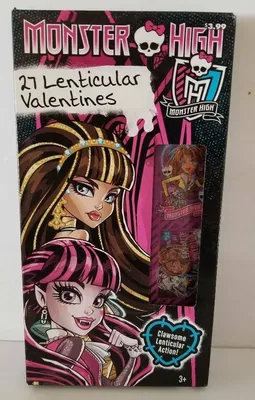 MONSTER HIGH
$3.99
27 Lenticular
Valentines
MONSTER HIGH
Clawsome
Lenticular
Action!
3+